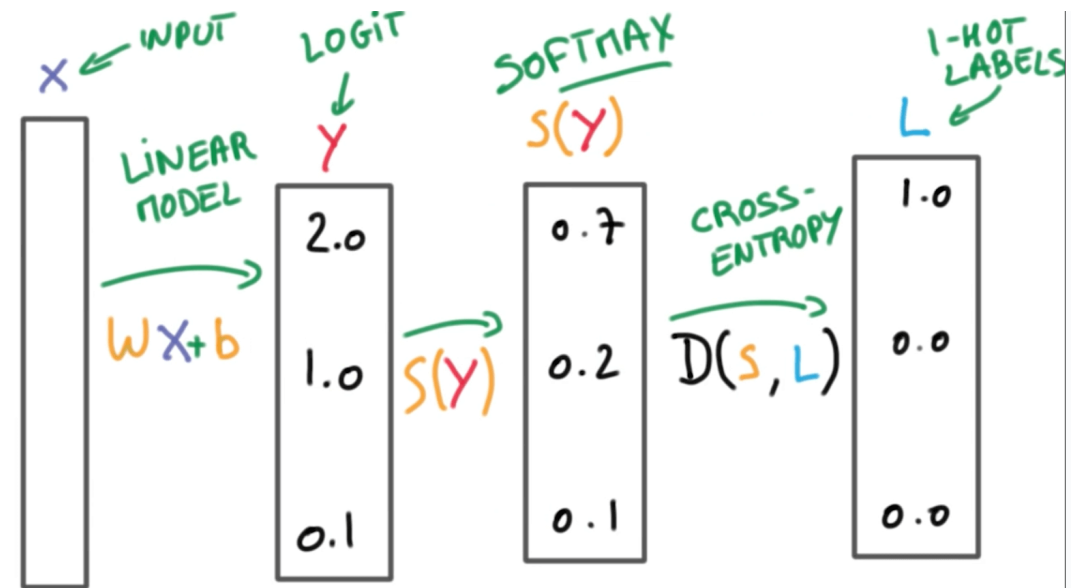 X
INPUT
LINEAR
MODEL
WX+b
LOGIT
Y
2.0
1.0
0.1
S(Y)
SOFTMAX
S(Y)
0.7
0.2
0.1
CROSS-
ENTROPY
D(S, L)
1-HOT
LABELS
L
1.0
0.0
0.0